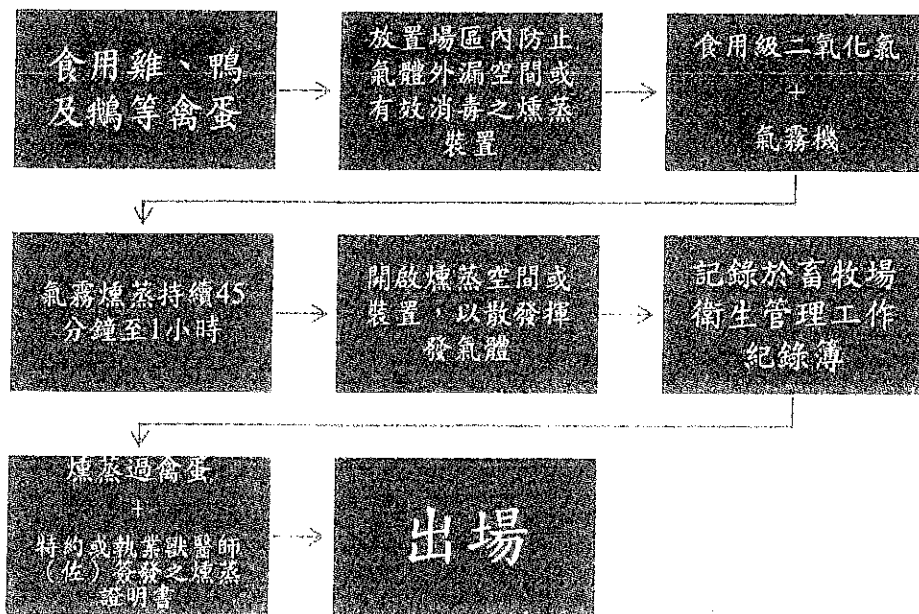 食用雞、鴨
及鵝等禽蛋
放置場區內防止
氣體外漏空間或
有效消毒之燻蒸
裝置
食用級二氧化氯
+
氣霧機
氣霧燻蒸持續45
分鐘至1小時
開啟燻蒸空間或
裝置，以散發揮
發氣體
記錄於畜牧場
衛生管理工作
紀錄簿
燻蒸過禽蛋
+
特約或執業獸醫師
（佐）簽發之燻蒸
證明書
出場